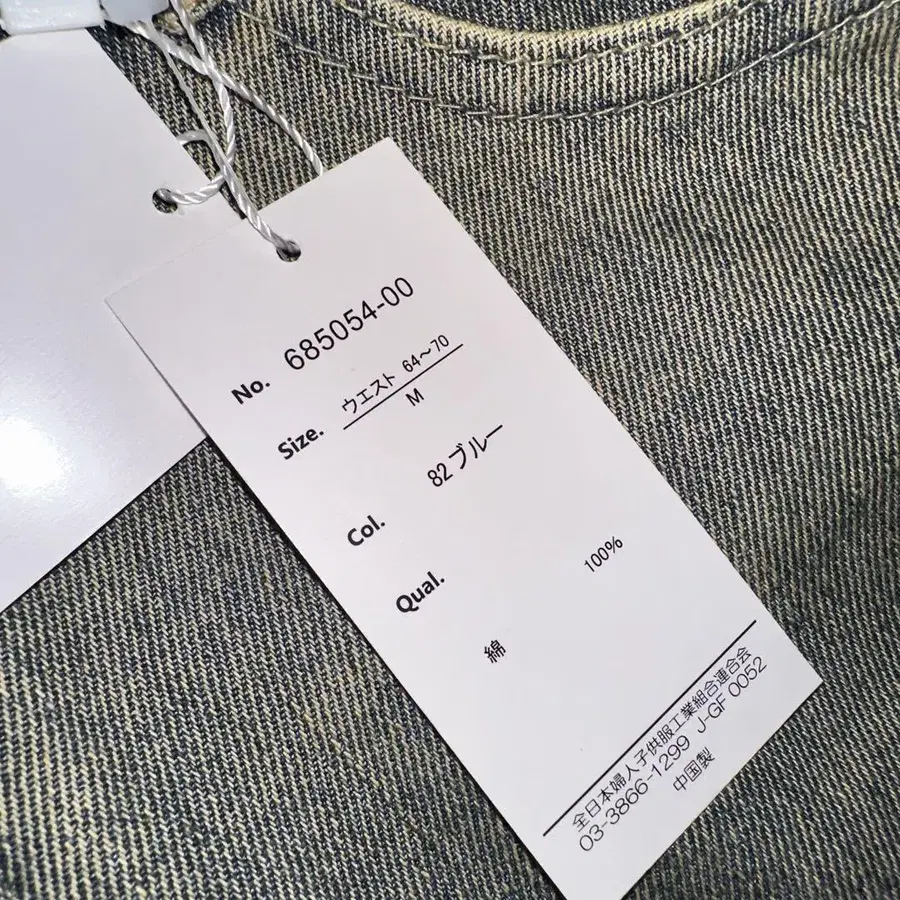 No. 685054-00
Size. ウエスト 64～70
M
Col. 82 ブルー
Qual.
綿 100%
全日本婦人子供服工業組合連合会
03-3866-1299 J-GF 0052
中国製